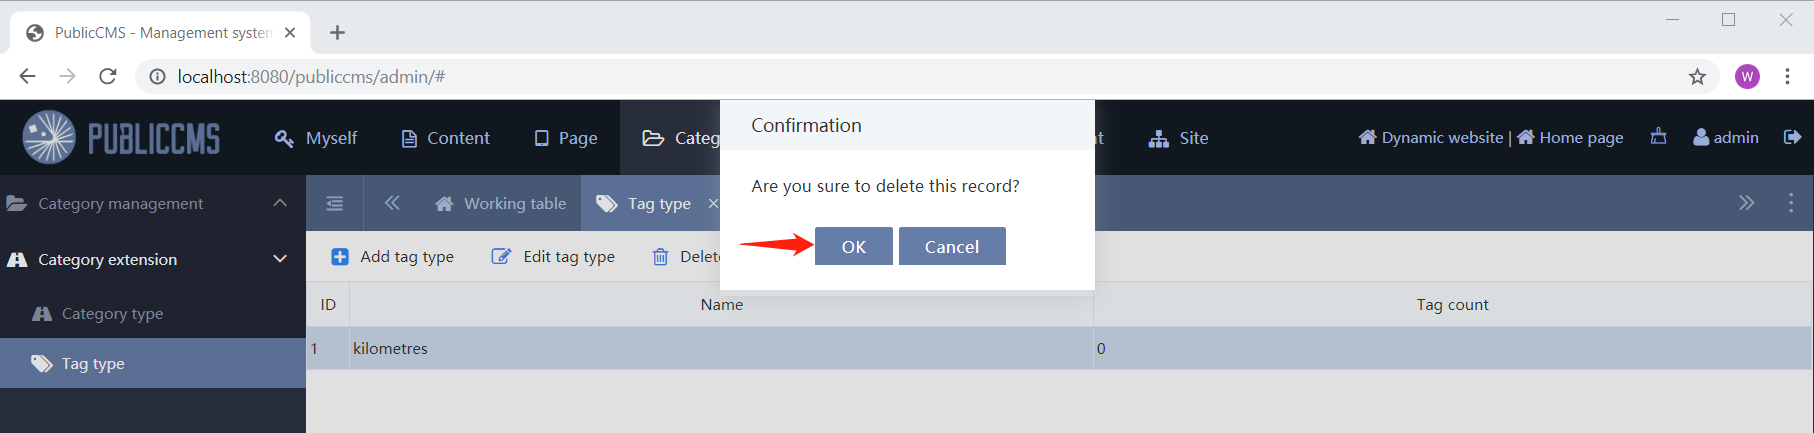 PublicCMS - Management system
localhost:8080/publiccms/admin/#
W
PUBLICCMS
Myself
Content
Page
Categ
t
Site
Dynamic website | Home page
admin
Confirmation
Are you sure to delete this record?
OK
Cancel
Category management
Category extension
Category type
Tag type
Working table
Tag type
Add tag type
Edit tag type
Delete
ID
Name
Tag count
1
kilometres
0